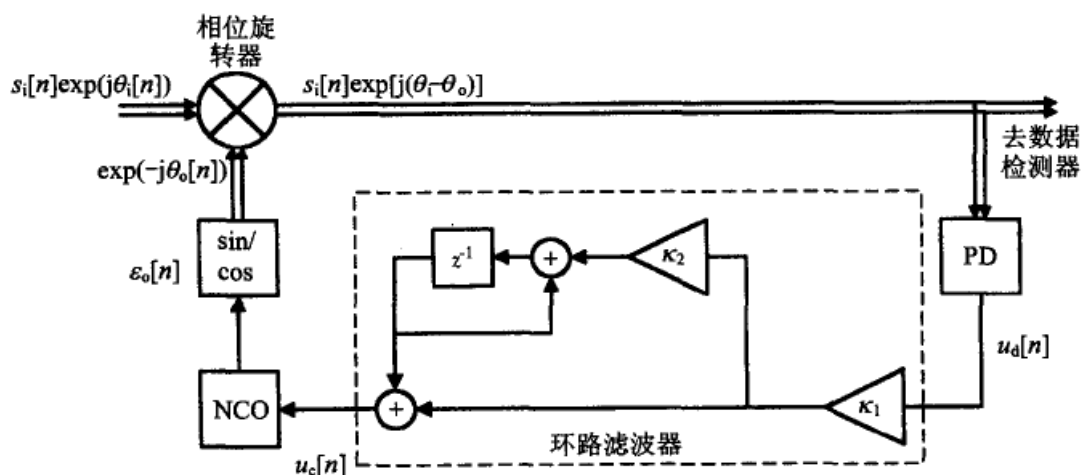 相位旋
转器
sᵢ[n]exp(jθᵢ[n])
sᵢ[n]exp[j(θᵢ-θₒ)]
exp(-jθₒ[n])
去数据
检测器
sin/
cos
εₒ[n]
z⁻¹
+
κ₂
PD
u_d[n]
NCO
+
κ₁
环路滤波器
u_c[n]